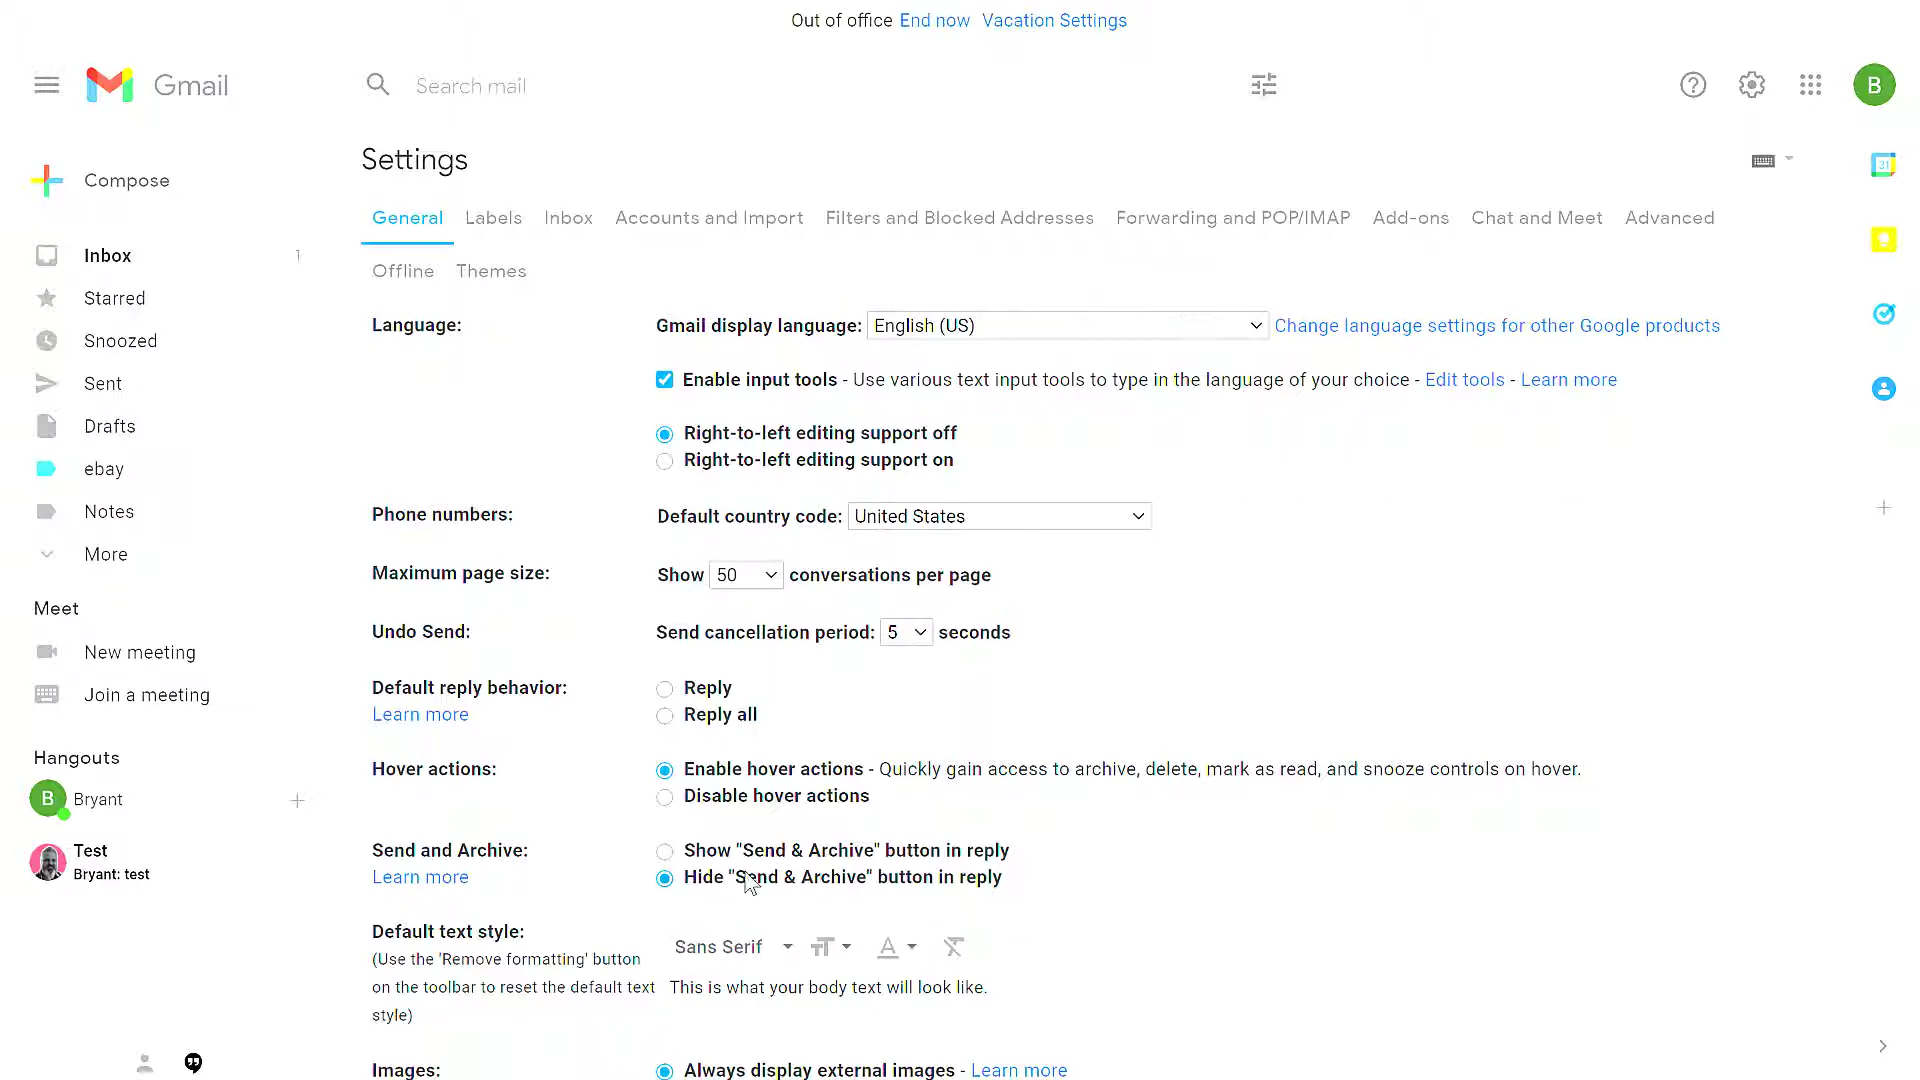 Out of office End now Vacation Settings
Gmail
Search mail
B
Settings
Compose
31
General Labels Inbox Accounts and Import Filters and Blocked Addresses Forwarding and POP/IMAP Add-ons Chat and Meet Advanced
Offline Themes
Inbox 1
Starred
Snoozed
Sent
Drafts
ebay
Notes
More
Meet
New meeting
Join a meeting
Hangouts
B Bryant
Test
Bryant: test
Language: Gmail display language: English (US) Change language settings for other Google products
Enable input tools - Use various text input tools to type in the language of your choice - Edit tools - Learn more
Right-to-left editing support off
Right-to-left editing support on
Phone numbers: Default country code: United States
Maximum page size: Show 50 conversations per page
Undo Send: Send cancellation period: 5 seconds
Default reply behavior: Reply
Learn more Reply all
Hover actions: Enable hover actions - Quickly gain access to archive, delete, mark as read, and snooze controls on hover.
Disable hover actions
Send and Archive: Show "Send & Archive" button in reply
Learn more Hide "Send & Archive" button in reply
Default text style: Sans Serif
(Use the 'Remove formatting' button
on the toolbar to reset the default text This is what your body text will look like.
style)
Images: Always display external images - Learn more